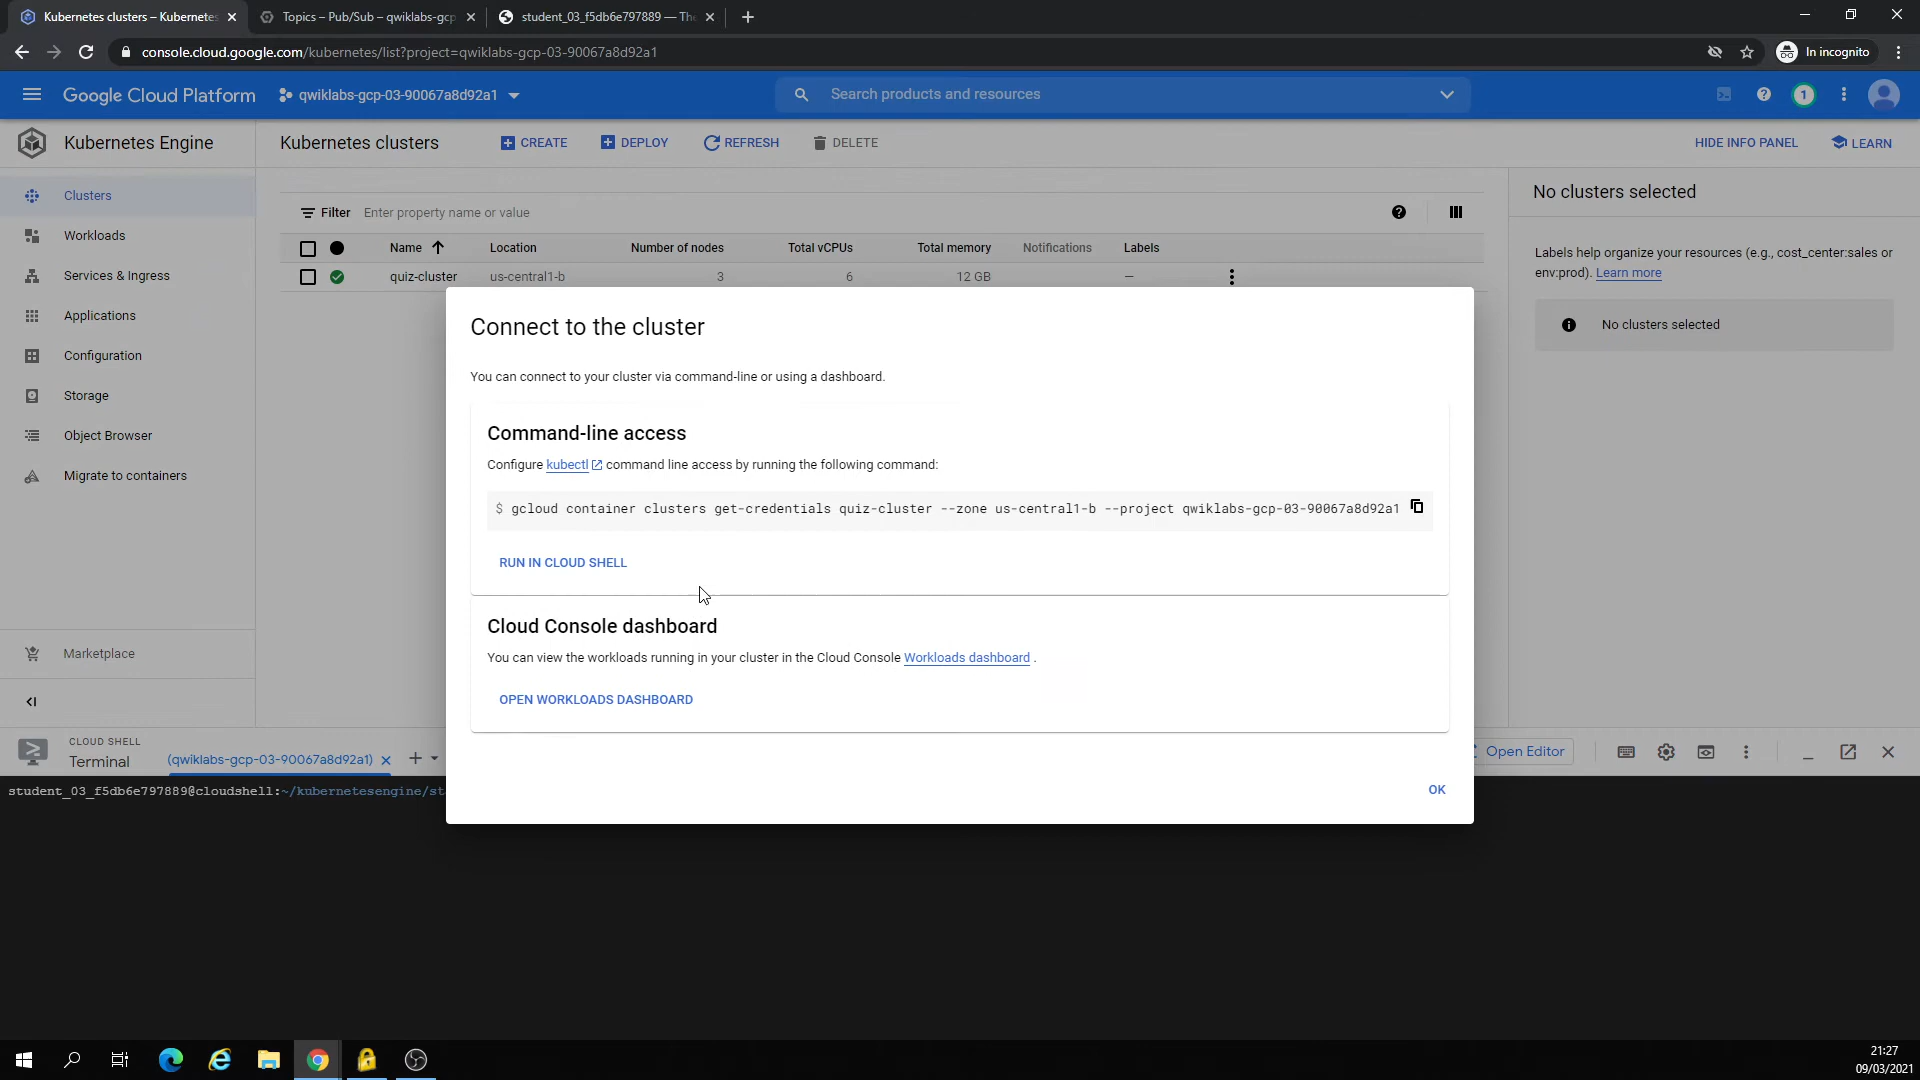 Kubernetes clusters – Kubernetes
Topics – Pub/Sub – qwiklabs-gcp
student_03_f5db6e797889 — The
console.cloud.google.com/kubernetes/list?project=qwiklabs-gcp-03-90067a8d92a1
In incognito
Google Cloud Platform
qwiklabs-gcp-03-90067a8d92a1
Search products and resources
1
Kubernetes Engine
Kubernetes clusters
CREATE
DEPLOY
REFRESH
DELETE
HIDE INFO PANEL
LEARN
Clusters
Workloads
Services & Ingress
Applications
Configuration
Storage
Object Browser
Migrate to containers
Marketplace
Filter Enter property name or value
Name Location Number of nodes Total vCPUs Total memory Notifications Labels
quiz-cluster us-central1-b 3 6 12 GB —
No clusters selected
Labels help organize your resources (e.g., cost_center:sales or
env:prod). Learn more
No clusters selected
Connect to the cluster
You can connect to your cluster via command-line or using a dashboard.
Command-line access
Configure kubectl command line access by running the following command:
$ gcloud container clusters get-credentials quiz-cluster --zone us-central1-b --project qwiklabs-gcp-03-90067a8d92a1
RUN IN CLOUD SHELL
Cloud Console dashboard
You can view the workloads running in your cluster in the Cloud Console Workloads dashboard .
OPEN WORKLOADS DASHBOARD
OK
CLOUD SHELL
Terminal
(qwiklabs-gcp-03-90067a8d92a1)
Open Editor
student_03_f5db6e797889@cloudshell:~/kubernetesengine/st
21:27
09/03/2021